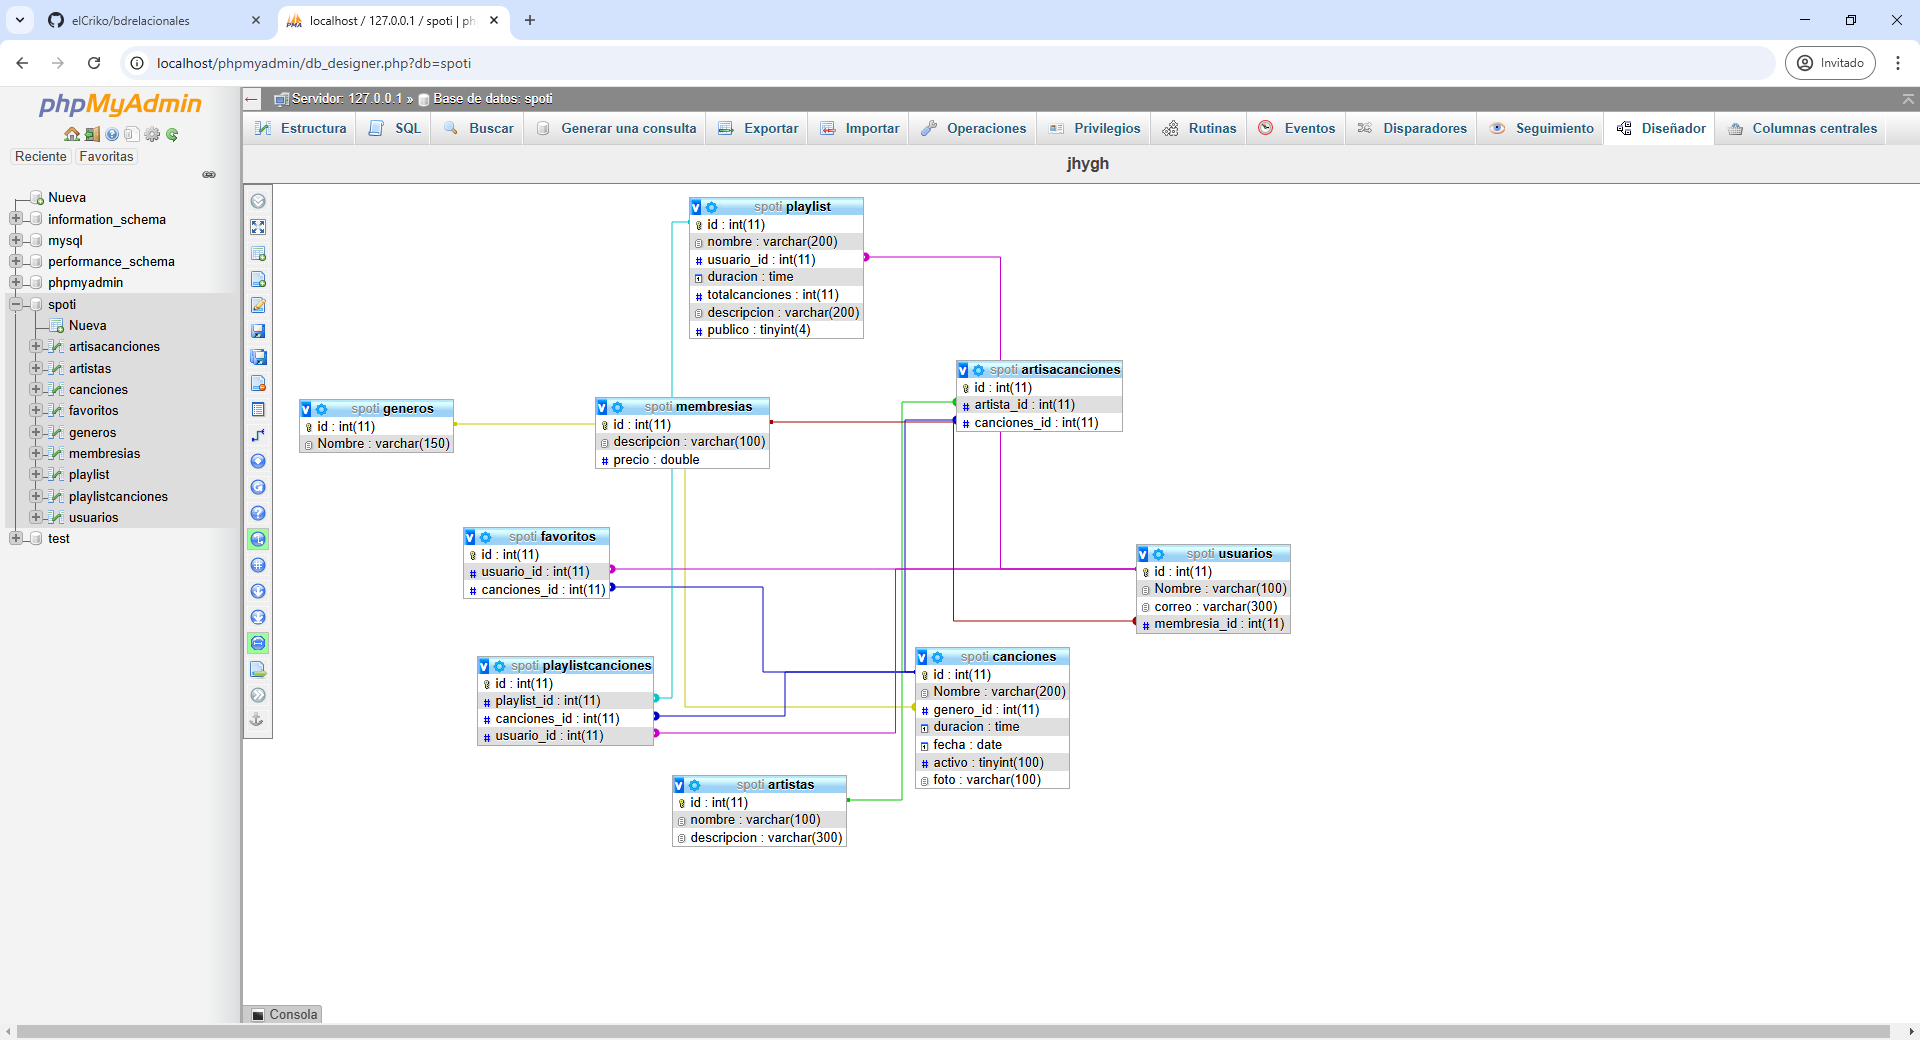 elCriko/bdrelacionales
localhost / 127.0.0.1 / spoti | ph
localhost/phpmyadmin/db_designer.php?db=spoti
Invitado
phpMyAdmin
Reciente Favoritas
Nueva
information_schema
mysql
performance_schema
phpmyadmin
spoti
Nueva
artisacanciones
artistas
canciones
favoritos
generos
membresias
playlist
playlistcanciones
usuarios
test
Servidor: 127.0.0.1 » Base de datos: spoti
Estructura SQL Buscar Generar una consulta Exportar Importar Operaciones Privilegios Rutinas Eventos Disparadores Seguimiento Diseñador Columnas centrales
jhygh
spoti playlist
id : int(11)
nombre : varchar(200)
# usuario_id : int(11)
duracion : time
# totalcanciones : int(11)
descripcion : varchar(200)
# publico : tinyint(4)
spoti artisacanciones
id : int(11)
# artista_id : int(11)
# canciones_id : int(11)
spoti generos
id : int(11)
Nombre : varchar(150)
spoti membresias
id : int(11)
descripcion : varchar(100)
# precio : double
spoti favoritos
id : int(11)
# usuario_id : int(11)
# canciones_id : int(11)
spoti usuarios
id : int(11)
Nombre : varchar(100)
correo : varchar(300)
# membresia_id : int(11)
spoti playlistcanciones
id : int(11)
# playlist_id : int(11)
# canciones_id : int(11)
# usuario_id : int(11)
spoti canciones
id : int(11)
Nombre : varchar(200)
# genero_id : int(11)
duracion : time
fecha : date
# activo : tinyint(100)
foto : varchar(100)
spoti artistas
id : int(11)
nombre : varchar(100)
descripcion : varchar(300)
Consola